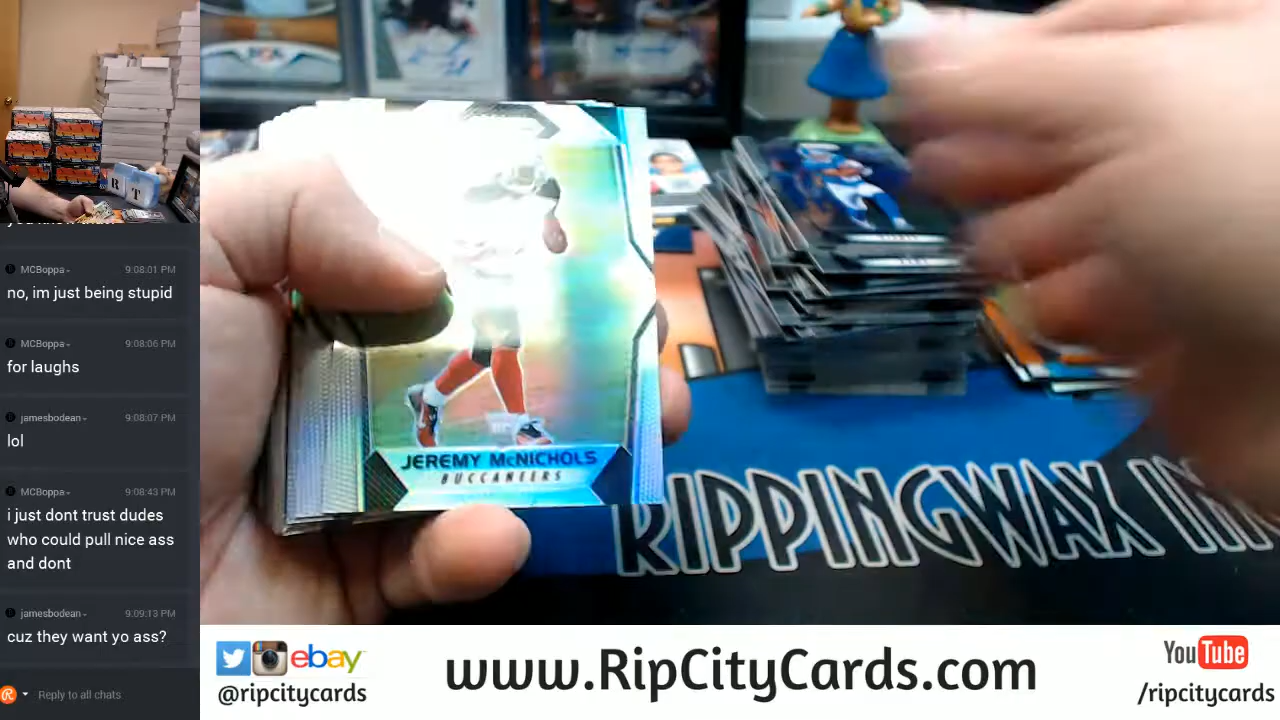 MCBoppa
9:08:01 PM
no, im just being stupid
MCBoppa
9:08:06 PM
for laughs
jamesbodean
9:08:07 PM
lol
MCBoppa
9:08:43 PM
i just dont trust dudes
who could pull nice ass
and dont
jamesbodean
9:09:13 PM
cuz they want yo ass?
Reply to all chats
R T
JEREMY McNICHOLS
BUCCANEERS
RIPPINGWAX IN
ebay
@ripcitycards
www.RipCityCards.com
YouTube
/ripcitycards